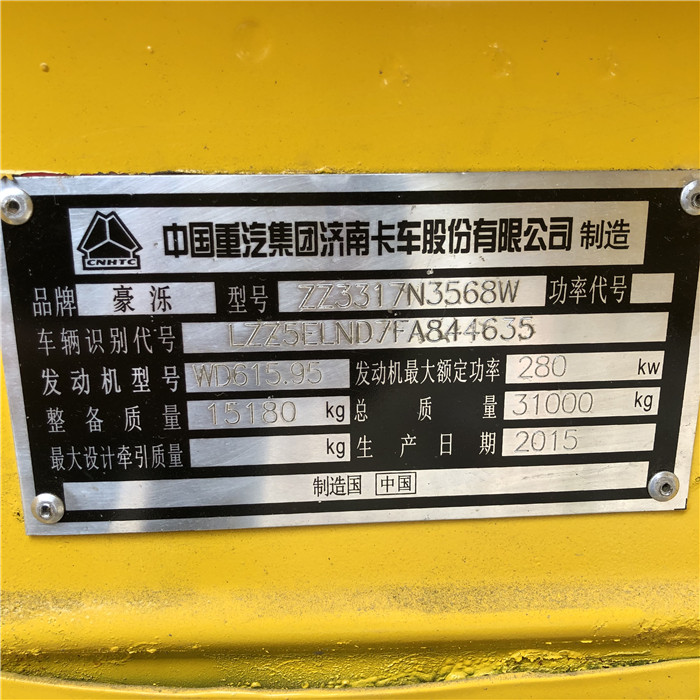 CNHTC
中国重汽集团济南卡车股份有限公司 制造
品牌 豪泺 型号 ZZ3317N3568W 功率代号
车辆识别代号 LZZ5ELND7FA844635
发动机型号 WD615.95 发动机最大额定功率 280 kw
整备质量 15180 kg 总质量 31000 kg
最大设计牵引质量 kg 生产日期 2015
制造国 中国